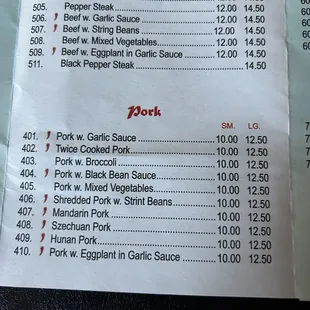 505. Pepper Steak 12.00 14.50
506. Beef w. Garlic Sauce 12.00 14.50
507. Beef w. String Beans 12.00 14.50
508. Beef w. Mixed Vegetables 12.00 14.50
509. Beef w. Eggplant in Garlic Sauce 12.00 14.50
511. Black Pepper Steak 14.50
Pork
SM. LG.
401. Pork w. Garlic Sauce 10.00 12.50
402. Twice Cooked Pork 10.00 12.50
403. Pork w. Broccoli 10.00 12.50
404. Pork w. Black Bean Sauce 10.00 12.50
405. Pork w. Mixed Vegetables 10.00 12.50
406. Shredded Pork w. Strint Beans 10.00 12.50
407. Mandarin Pork 10.00 12.50
408. Szechuan Pork 10.00 12.50
409. Hunan Pork 10.00 12.50
410. Pork w. Eggplant in Garlic Sauce 10.00 12.50